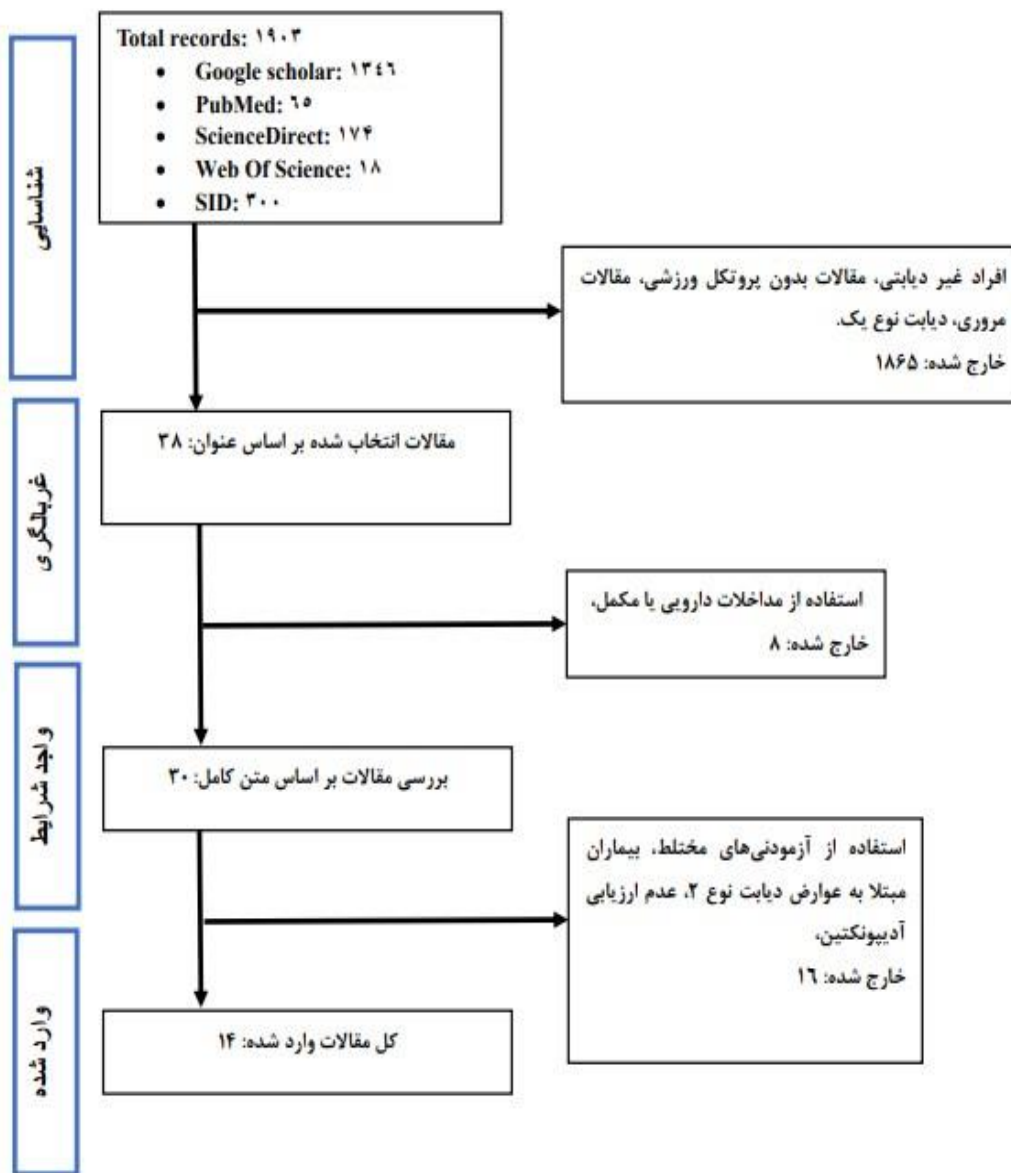 Total records: ۱۹۰۳
• Google scholar: ۱۳٤٦
• PubMed: ٦٥
• ScienceDirect: ۱۷۴
• Web Of Science: ۱۸
• SID: ۳۰۰
شناسایی
افراد غیر دیابتی، مقالات بدون پروتکل ورزشی، مقالات
مروری، دیابت نوع یک.
خارج شده: ۱۸۶۵
غربالگری
مقالات انتخاب شده بر اساس عنوان: ۳۸
استفاده از مداخلات دارویی یا مکمل،
خارج شده: ۸
واجد شرایط
بررسی مقالات بر اساس متن کامل: ۳۰
استفاده از آزمودنی‌های مختلط، بیماران
مبتلا به عوارض دیابت نوع ۲، عدم ارزیابی
آدیپونکتین،
خارج شده: ۱٦
وارد شده
کل مقالات وارد شده: ۱۴